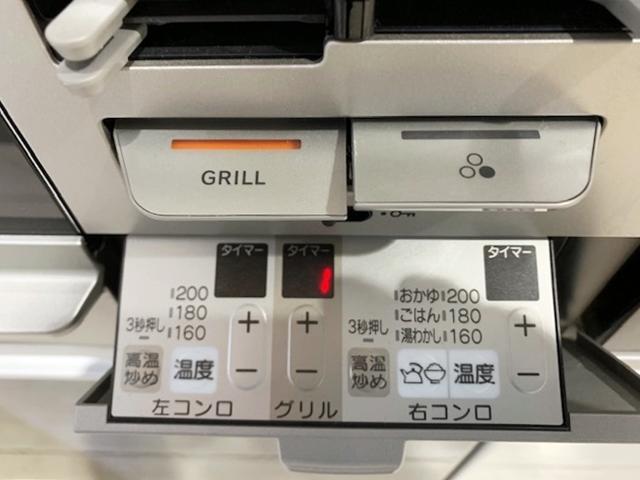 GRILL
タイマー
タイマー
1
タイマー
200
180
160
3秒押し
+
+
おかゆ 200
ごはん 180
湯わかし 160
3秒押し
+
高温
炒め
温度
−
−
高温
炒め
温度
−
左コンロ
グリル
右コンロ